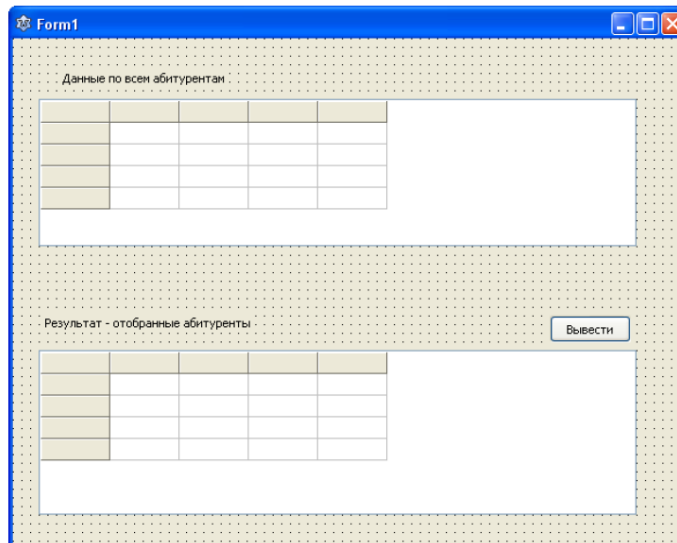 Form1
Данные по всем абитурентам
Результат - отобранные абитуренты
Вывести